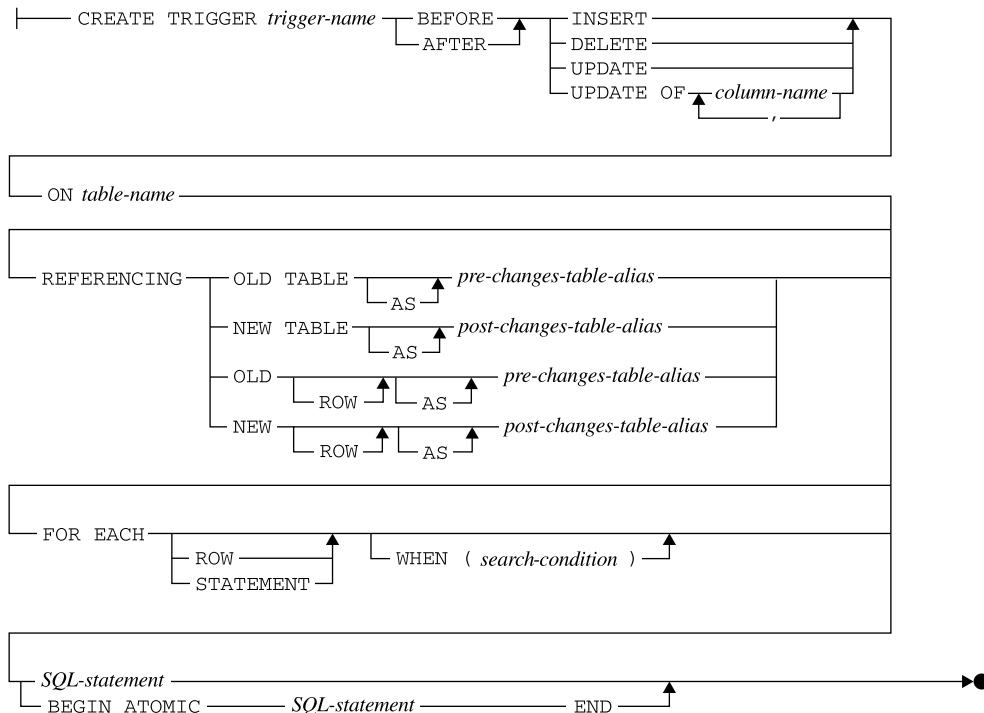 CREATE TRIGGER trigger-name BEFORE INSERT
AFTER DELETE
UPDATE
UPDATE OF column-name
,
ON table-name
REFERENCING OLD TABLE pre-changes-table-alias
AS
NEW TABLE post-changes-table-alias
AS
OLD pre-changes-table-alias
ROW AS
NEW post-changes-table-alias
ROW AS
FOR EACH
ROW WHEN ( search-condition )
STATEMENT
SQL-statement
BEGIN ATOMIC SQL-statement END